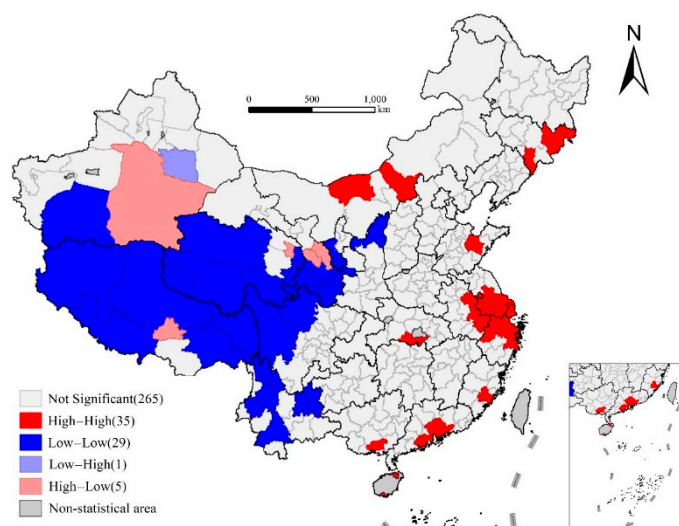 N
0 500 1,000
km
Not Significant(265)
High–High(35)
Low–Low(29)
Low–High(1)
High–Low(5)
Non-statistical area